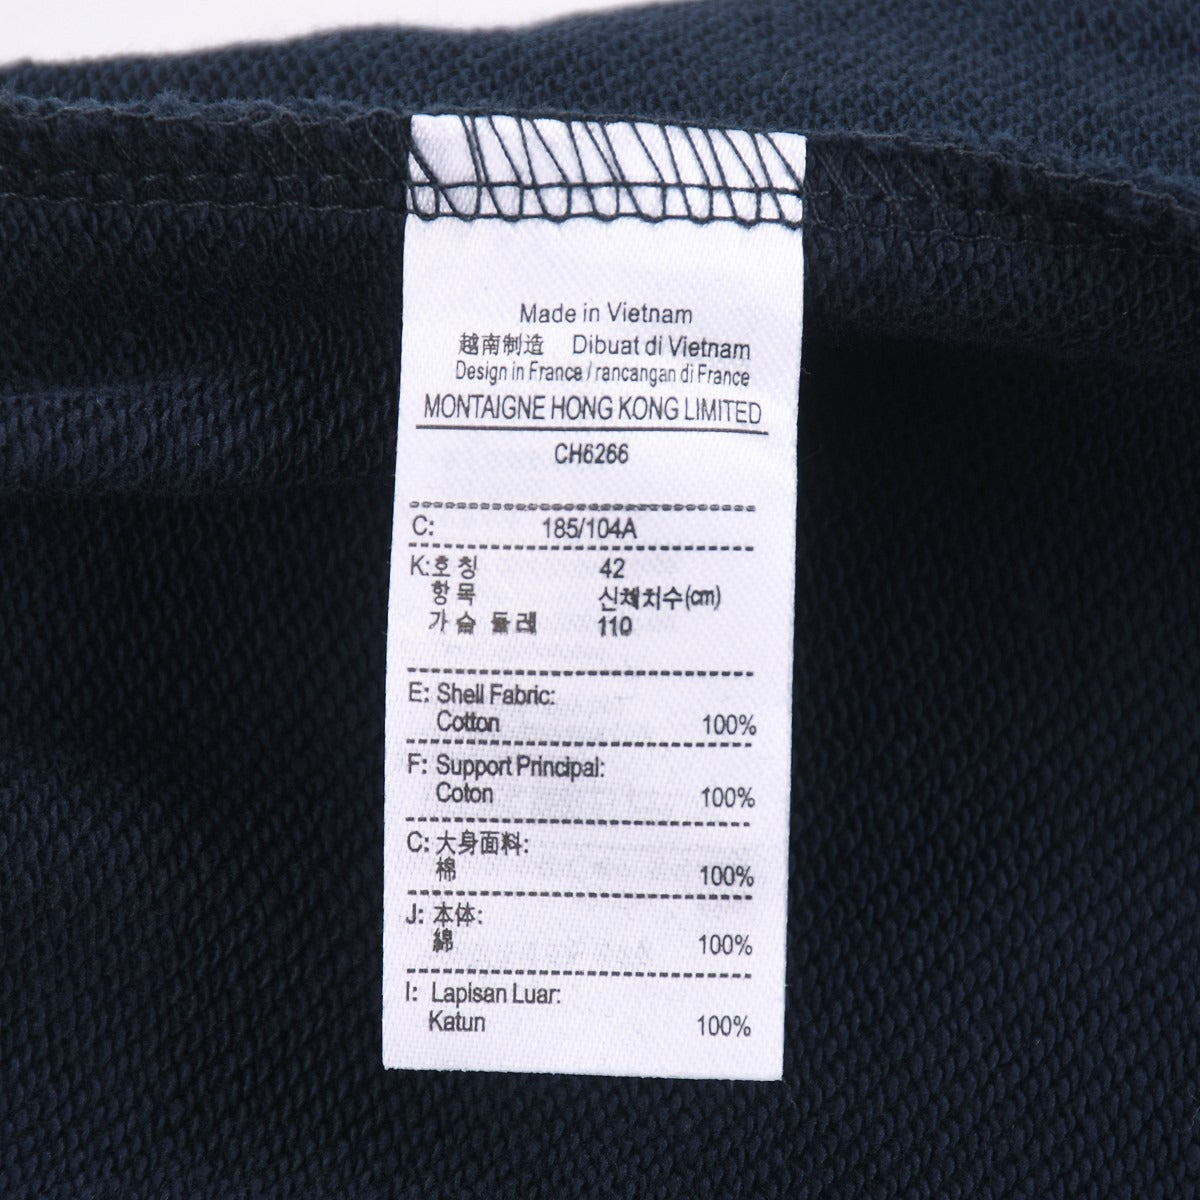 Made in Vietnam
越南制造 Dibuat di Vietnam
Design in France / rancangan di France
MONTAIGNE HONG KONG LIMITED
CH6266
C: 185/104A
K:호 칭 42
항 목 신체치수(cm)
가 슴 둘 레 110
E: Shell Fabric:
Cotton 100%
F: Support Principal:
Coton 100%
C: 大身面料:
棉 100%
J: 本体:
綿 100%
I: Lapisan Luar:
Katun 100%